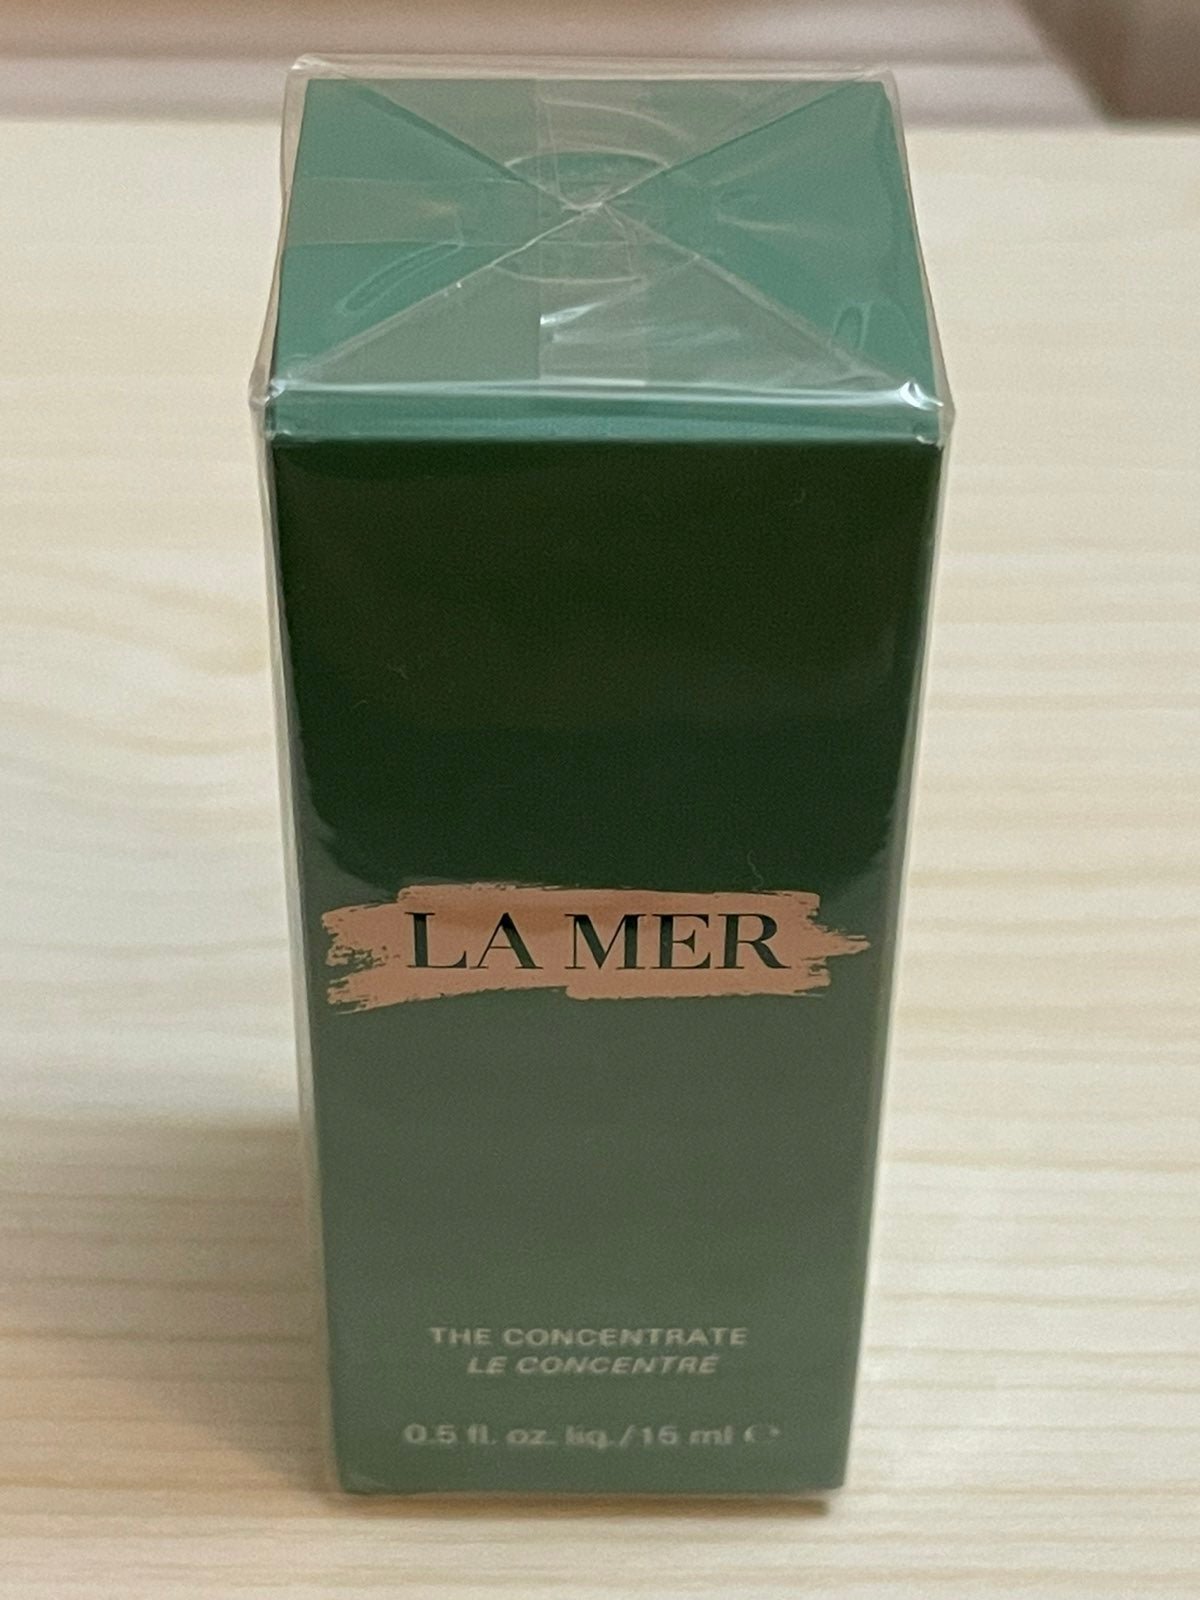 LA MER
THE CONCENTRATE
LE CONCENTRÉ
0.5 fl. oz. liq./15 ml ℮